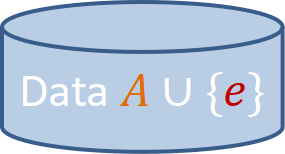 Data A ∪ {e}